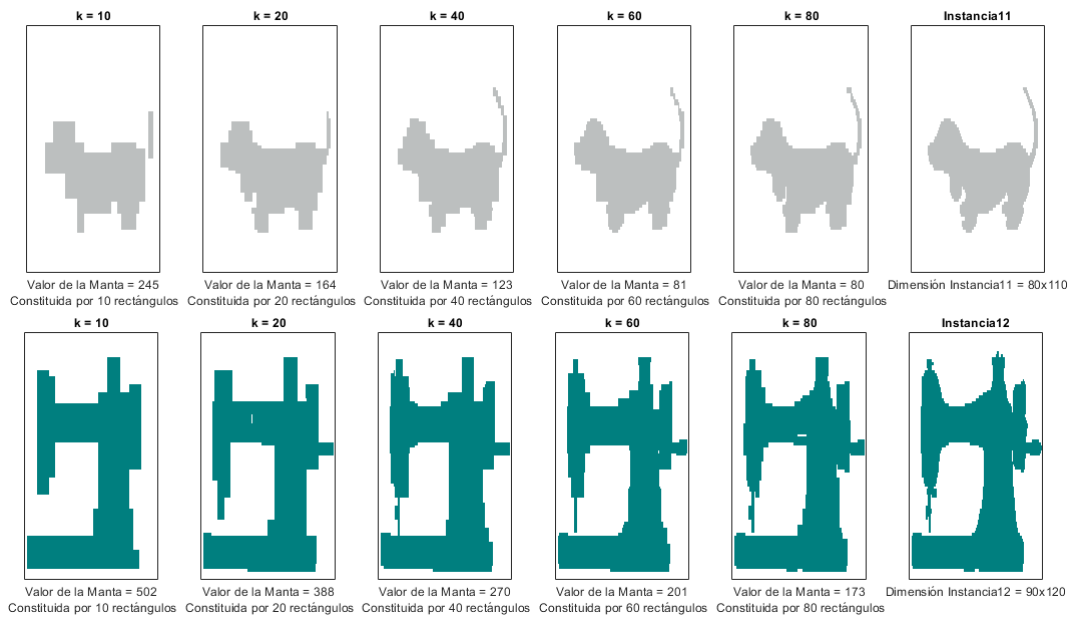 k = 10 k = 20 k = 40 k = 60 k = 80 Instancia11
Valor de la Manta = 245 Valor de la Manta = 164 Valor de la Manta = 123 Valor de la Manta = 81 Valor de la Manta = 80 Dimensión Instancia11 = 80x110
Constituida por 10 rectángulos Constituida por 20 rectángulos Constituida por 40 rectángulos Constituida por 60 rectángulos Constituida por 80 rectángulos
k = 10 k = 20 k = 40 k = 60 k = 80 Instancia12
Valor de la Manta = 502 Valor de la Manta = 388 Valor de la Manta = 270 Valor de la Manta = 201 Valor de la Manta = 173 Dimensión Instancia12 = 90x120
Constituida por 10 rectángulos Constituida por 20 rectángulos Constituida por 40 rectángulos Constituida por 60 rectángulos Constituida por 80 rectángulos